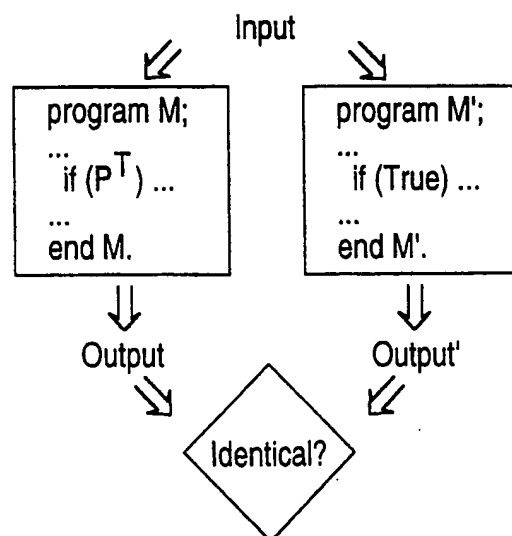 Input
program M;
...
if (P^T) ...
...
end M.
program M';
...
if (True) ...
...
end M'.
Output
Output'
Identical?